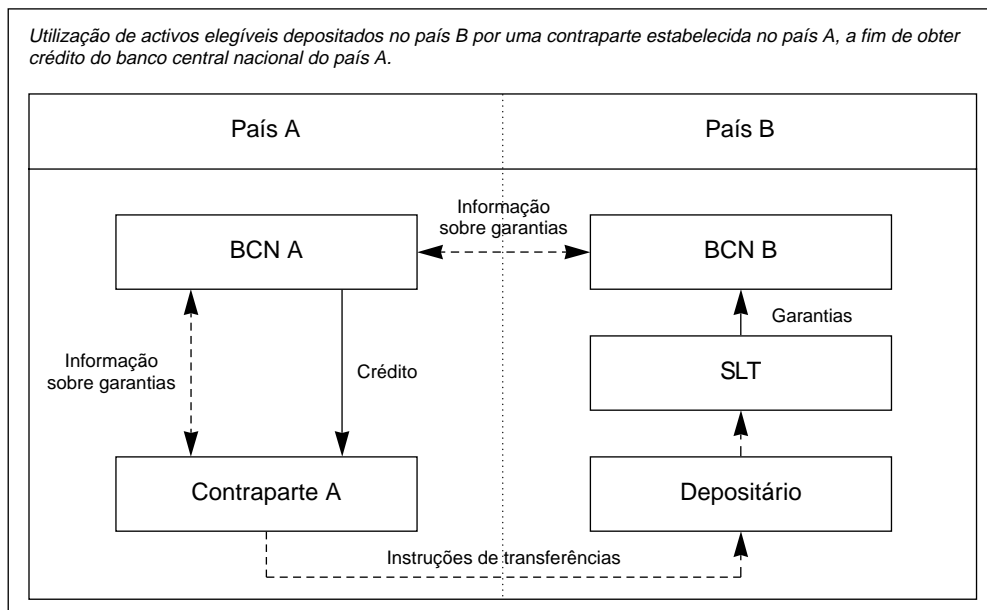 Utilização de activos elegíveis depositados no país B por uma contraparte estabelecida no país A, a fim de obter
crédito do banco central nacional do país A.
País A
País B
Informação
sobre garantias
BCN A
BCN B
Garantias
Informação
sobre garantias
Crédito
SLT
Contraparte A
Depositário
Instruções de transferências